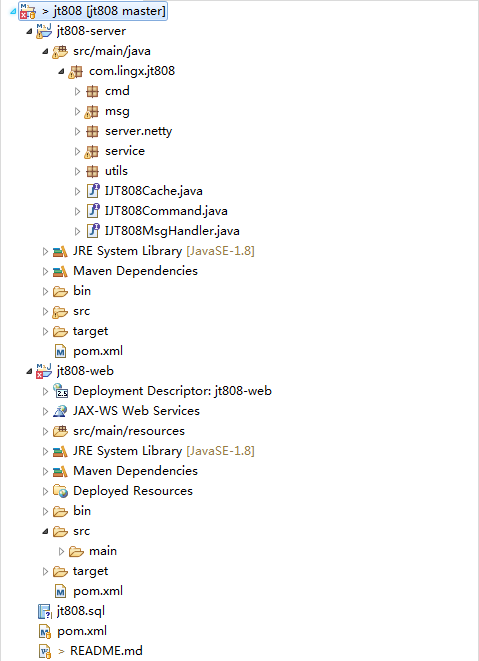 > jt808 [jt808 master]
jt808-server
src/main/java
com.lingx.jt808
cmd
msg
server.netty
service
utils
IJT808Cache.java
IJT808Command.java
IJT808MsgHandler.java
JRE System Library [JavaSE-1.8]
Maven Dependencies
bin
src
target
pom.xml
jt808-web
Deployment Descriptor: jt808-web
JAX-WS Web Services
src/main/resources
JRE System Library [JavaSE-1.8]
Maven Dependencies
Deployed Resources
bin
src
main
target
pom.xml
jt808.sql
pom.xml
> README.md